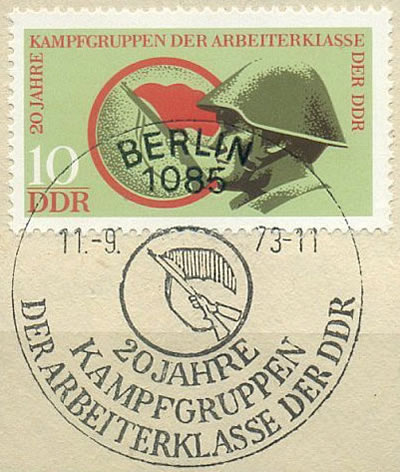 20 JAHRE KAMPFGRUPPEN DER ARBEITERKLASSE DER DDR
10
DDR
BERLIN
1085
11.-9. 73-11
20 JAHRE
KAMPFGRUPPEN
DER ARBEITERKLASSE DER DDR